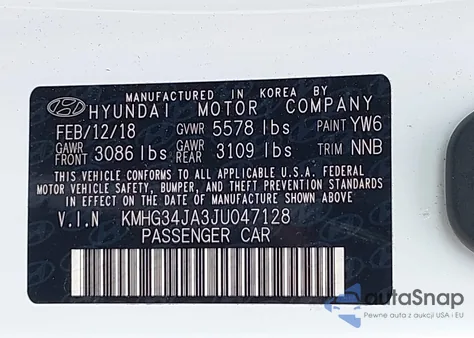 MANUFACTURED IN KOREA BY
HYUNDAI MOTOR COMPANY
FEB/12/18 GVWR 5578 lbs PAINT YW6
GAWR FRONT 3086 lbs GAWR REAR 3109 lbs TRIM NNB
THIS VEHICLE CONFORMS TO ALL APPLICABLE U.S.A. FEDERAL
MOTOR VEHICLE SAFETY, BUMPER, AND THEFT PREVENTION STANDARDS
IN EFFECT ON THE DATE OF MANUFACTURE SHOWN ABOVE.
V.I.N KMHG34JA3JU047128
PASSENGER CAR
autaSnap
Pewne auta z aukcji USA i EU